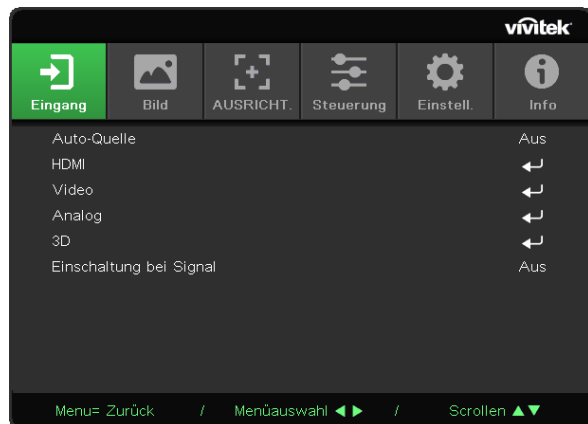 vivitek
Eingang Bild AUSRICHT. Steuerung Einstell. Info
Auto-Quelle Aus
HDMI
Video
Analog
3D
Einschaltung bei Signal Aus
Menu= Zurück / Menüauswahl ◀ ▶ / Scrollen ▲▼